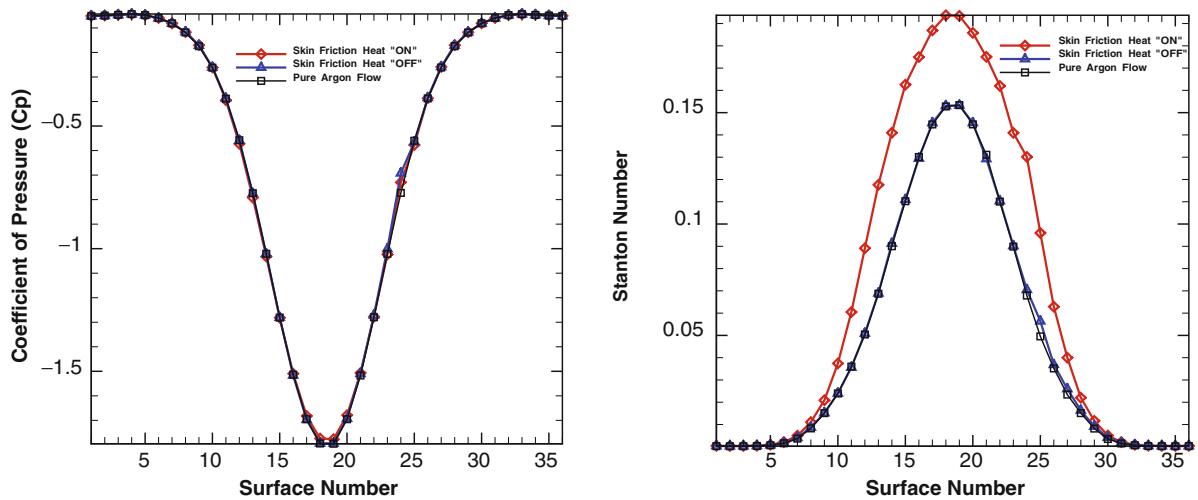 Skin Friction Heat "ON"
Skin Friction Heat "OFF"
Pure Argon Flow
−0.5
−1
−1.5
Coefficient of Pressure (Cp)
5 10 15 20 25 30 35
Surface Number
Skin Friction Heat "ON"
Skin Friction Heat "OFF"
Pure Argon Flow
0.15
0.1
0.05
Stanton Number
5 10 15 20 25 30 35
Surface Number